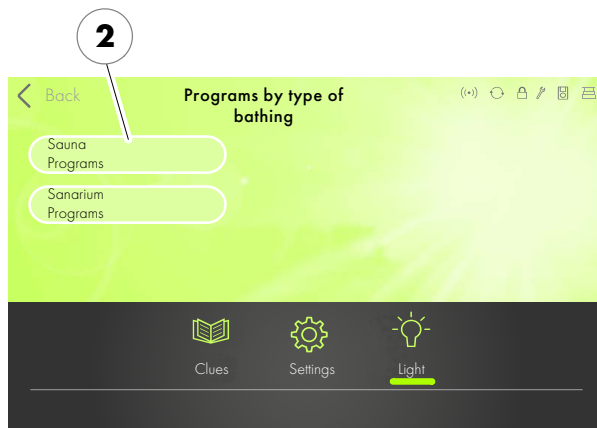 2
Back
Programs by type of
bathing
Sauna
Programs
Sanarium
Programs
Clues
Settings
Light